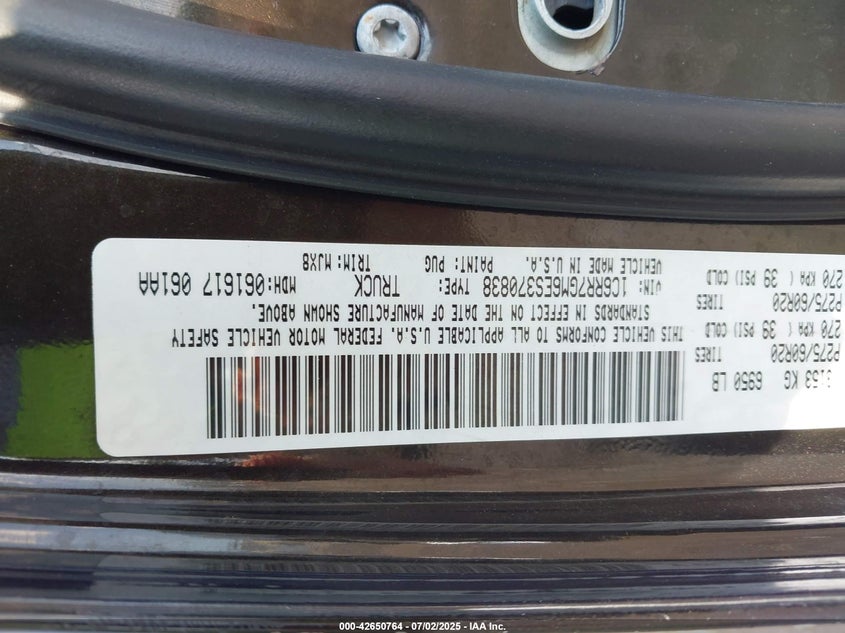 3153 KG 6950 LB
P275/60R20 TIRES
270 KPA ( 39 PSI) COLD
P275/60R20 TIRES
270 KPA ( 39 PSI) COLD
THIS VEHICLE CONFORMS TO ALL APPLICABLE U.S.A. FEDERAL MOTOR VEHICLE SAFETY
STANDARDS IN EFFECT ON THE DATE OF MANUFACTURE SHOWN ABOVE.
VIN: 1C6RR7GM6ES370838 TYPE: TRUCK MDH:061617 061AA
VEHICLE MADE IN U.S.A. PAINT: PUG TRIM:MJX8
000-42650764 - 07/02/2025 - IAA Inc.